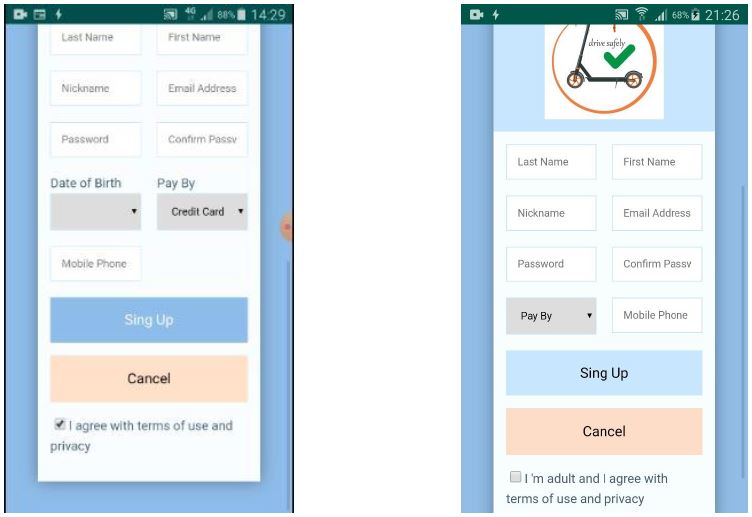 4G 88% 14:29
Last Name First Name
Nickname Email Address
Password Confirm Passv
Date of Birth Pay By
Credit Card
Mobile Phone
Sing Up
Cancel
I agree with terms of use and
privacy
68% 21:26
drive safely
Last Name First Name
Nickname Email Address
Password Confirm Passv
Pay By Mobile Phone
Sing Up
Cancel
I 'm adult and I agree with
terms of use and privacy